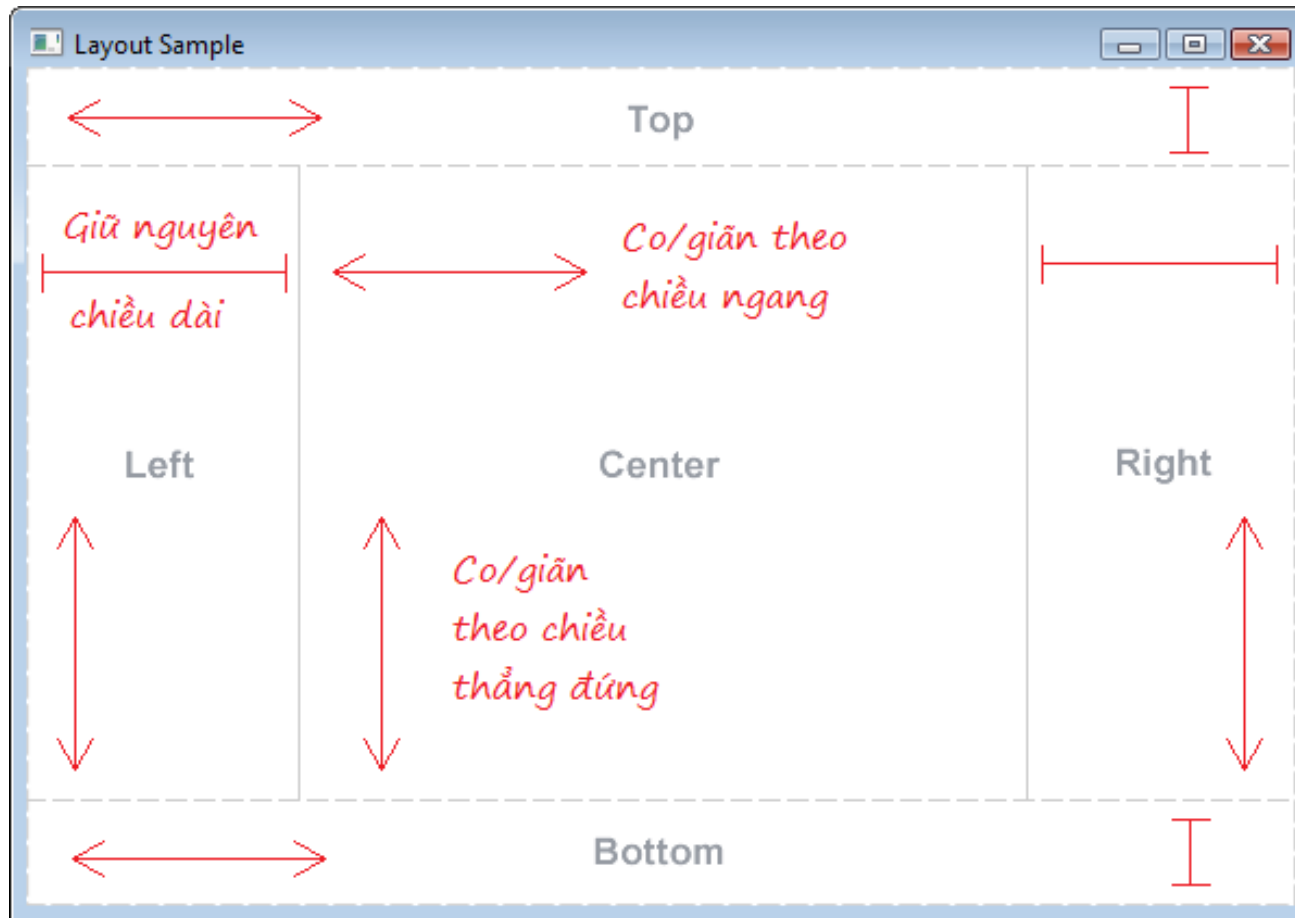 Layout Sample
Top
Giữ nguyên
chiều dài
Co/giãn theo
chiều ngang
Left
Center
Right
Co/giãn
theo chiều
thẳng đứng
Bottom